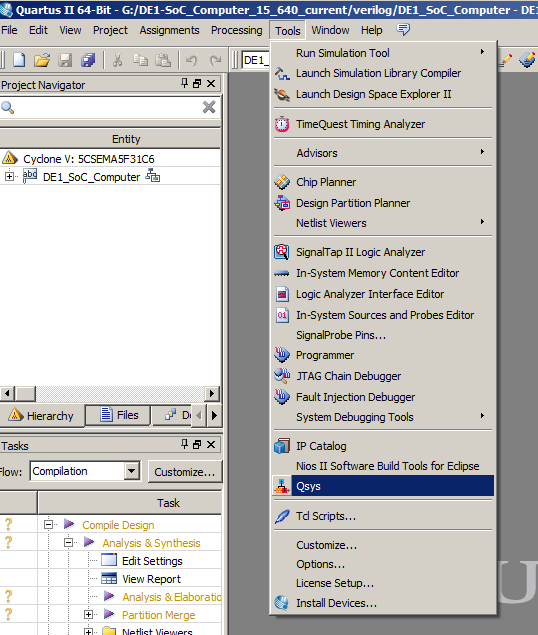 Quartus II 64-Bit - G:/DE1-SoC_Computer_15_640_current/verilog/DE1_SoC_Computer - DE
File Edit View Project Assignments Processing Tools Window Help
DE1_
Project Navigator
Entity
Cyclone V: 5CSEMA5F31C6
abc DE1_SoC_Computer
Hierarchy Files De
Tasks
Flow: Compilation Customize...
Task
Compile Design
Analysis & Synthesis
Edit Settings
View Report
Analysis & Elaboratio
Partition Merge
Netlist Viewers
Run Simulation Tool
Launch Simulation Library Compiler
Launch Design Space Explorer II
TimeQuest Timing Analyzer
Advisors
Chip Planner
Design Partition Planner
Netlist Viewers
SignalTap II Logic Analyzer
In-System Memory Content Editor
Logic Analyzer Interface Editor
In-System Sources and Probes Editor
SignalProbe Pins...
Programmer
JTAG Chain Debugger
Fault Injection Debugger
System Debugging Tools
IP Catalog
Nios II Software Build Tools for Eclipse
Qsys
Tcl Scripts...
Customize...
Options...
License Setup...
Install Devices...
U